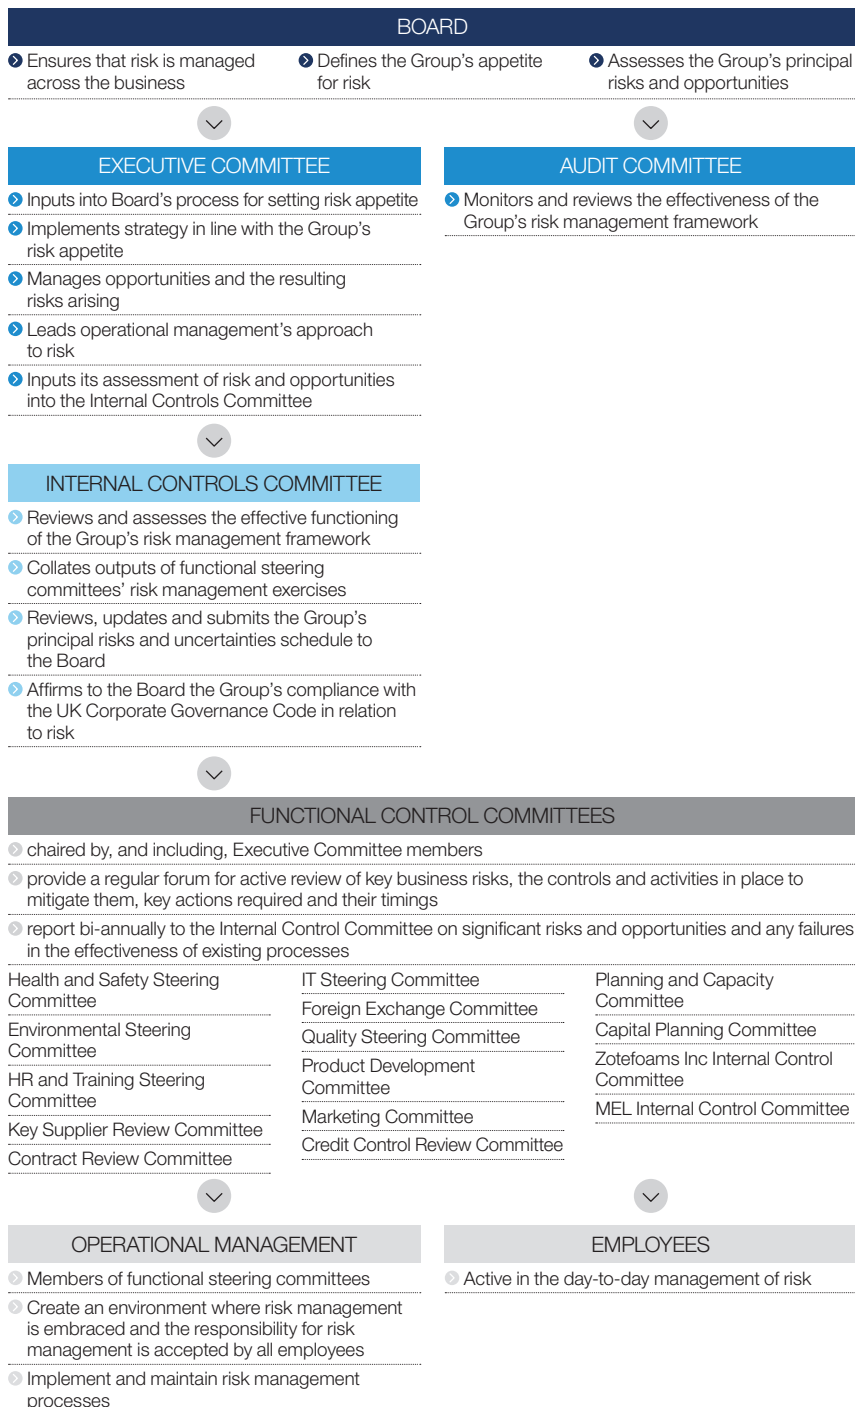 BOARD
Ensures that risk is managed
across the business
Defines the Group's appetite
for risk
Assesses the Group's principal
risks and opportunities
EXECUTIVE COMMITTEE
Inputs into Board's process for setting risk appetite
Implements strategy in line with the Group's
risk appetite
Manages opportunities and the resulting
risks arising
Leads operational management's approach
to risk
Inputs its assessment of risk and opportunities
into the Internal Controls Committee
AUDIT COMMITTEE
Monitors and reviews the effectiveness of the
Group's risk management framework
INTERNAL CONTROLS COMMITTEE
Reviews and assesses the effective functioning
of the Group's risk management framework
Collates outputs of functional steering
committees' risk management exercises
Reviews, updates and submits the Group's
principal risks and uncertainties schedule to
the Board
Affirms to the Board the Group's compliance with
the UK Corporate Governance Code in relation
to risk
FUNCTIONAL CONTROL COMMITTEES
chaired by, and including, Executive Committee members
provide a regular forum for active review of key business risks, the controls and activities in place to
mitigate them, key actions required and their timings
report bi-annually to the Internal Control Committee on significant risks and opportunities and any failures
in the effectiveness of existing processes
Health and Safety Steering
Committee
Environmental Steering
Committee
HR and Training Steering
Committee
Key Supplier Review Committee
Contract Review Committee
IT Steering Committee
Foreign Exchange Committee
Quality Steering Committee
Product Development
Committee
Marketing Committee
Credit Control Review Committee
Planning and Capacity
Committee
Capital Planning Committee
Zotefoams Inc Internal Control
Committee
MEL Internal Control Committee
OPERATIONAL MANAGEMENT
Members of functional steering committees
Create an environment where risk management
is embraced and the responsibility for risk
management is accepted by all employees
Implement and maintain risk management
processes
EMPLOYEES
Active in the day-to-day management of risk